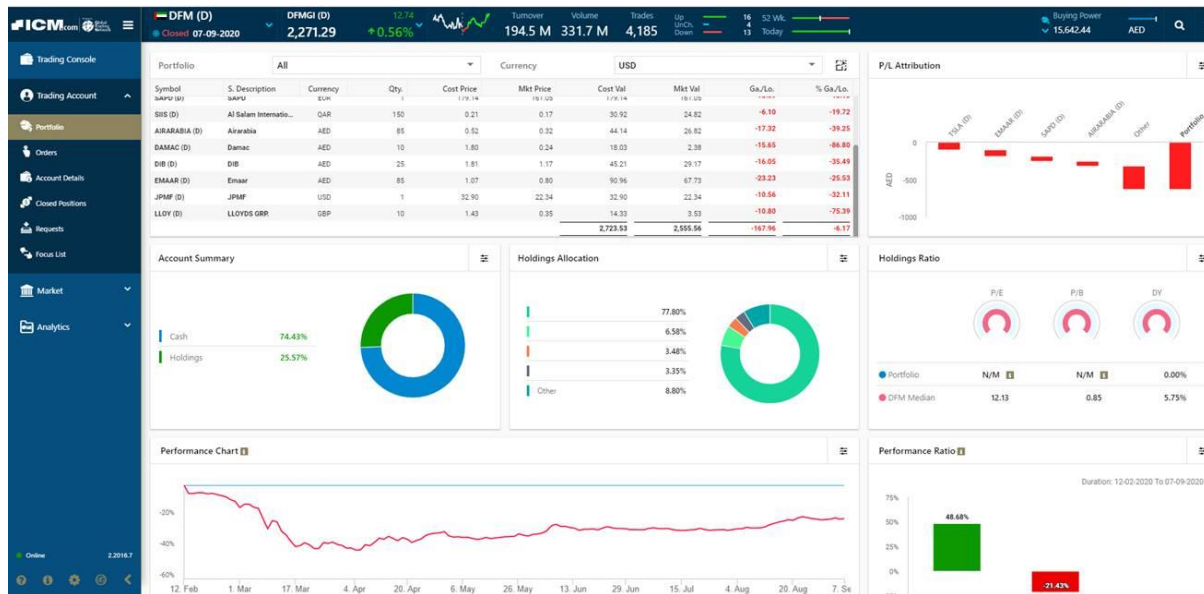 ICM.com Global Trading Network
DFM (D)
Closed 07-09-2020
DFMGI (D) 12.74
2,271.29 0.56%
Turnover Volume Trades
194.5 M 331.7 M 4,185
Up 16
UnCh. 4
Down 13
52 Wk.
Today
Buying Power
15,642.44 AED
Trading Console
Trading Account
Portfolio
Orders
Account Details
Closed Positions
Requests
Focus List
Market
Analytics
Online 2.2016.7
Portfolio All Currency USD
Symbol S. Description Currency Qty. Cost Price Mkt Price Cost Val Mkt Val Ga./Lo. % Ga./Lo.
SAPD (D) SAPD EUR 1 179.14 161.05 179.14 161.05
SIIS (D) Al Salam Internatio... QAR 150 0.21 0.17 30.92 24.82 -6.10 -19.72
AIRARABIA (D) Airarabia AED 85 0.52 0.32 44.14 26.82 -17.32 -39.25
DAMAC (D) Damac AED 10 1.80 0.24 18.03 2.38 -15.65 -86.80
DIB (D) DIB AED 25 1.81 1.17 45.21 29.17 -16.05 -35.49
EMAAR (D) Emaar AED 85 1.07 0.80 90.96 67.73 -23.23 -25.53
JPMF (D) JPMF USD 1 32.90 22.34 32.90 22.34 -10.56 -32.11
LLOY (D) LLOYDS GRP. GBP 10 1.43 0.35 14.33 3.53 -10.80 -75.39
2,723.53 2,555.56 -167.96 -6.17
P/L Attribution
TSLA (D) EMAAR (D) SAPD (D) AIRARABIA (D) Other Portfolio
0
-500
-1000
AED
Account Summary
Cash 74.43%
Holdings 25.57%
Holdings Allocation
77.80%
6.58%
3.48%
3.35%
Other 8.80%
Holdings Ratio
P/E P/B DY
Portfolio N/M N/M 0.00%
DFM Median 12.13 0.85 5.75%
Performance Chart
-20%
-40%
-60%
12. Feb 1. Mar 17. Mar 4. Apr 20. Apr 6. May 26. May 13. Jun 29. Jun 15. Jul 4. Aug 20. Aug 7. Se
Performance Ratio
Duration: 12-02-2020 To 07-09-2020
75%
50%
25%
0%
48.68%
-21.43%